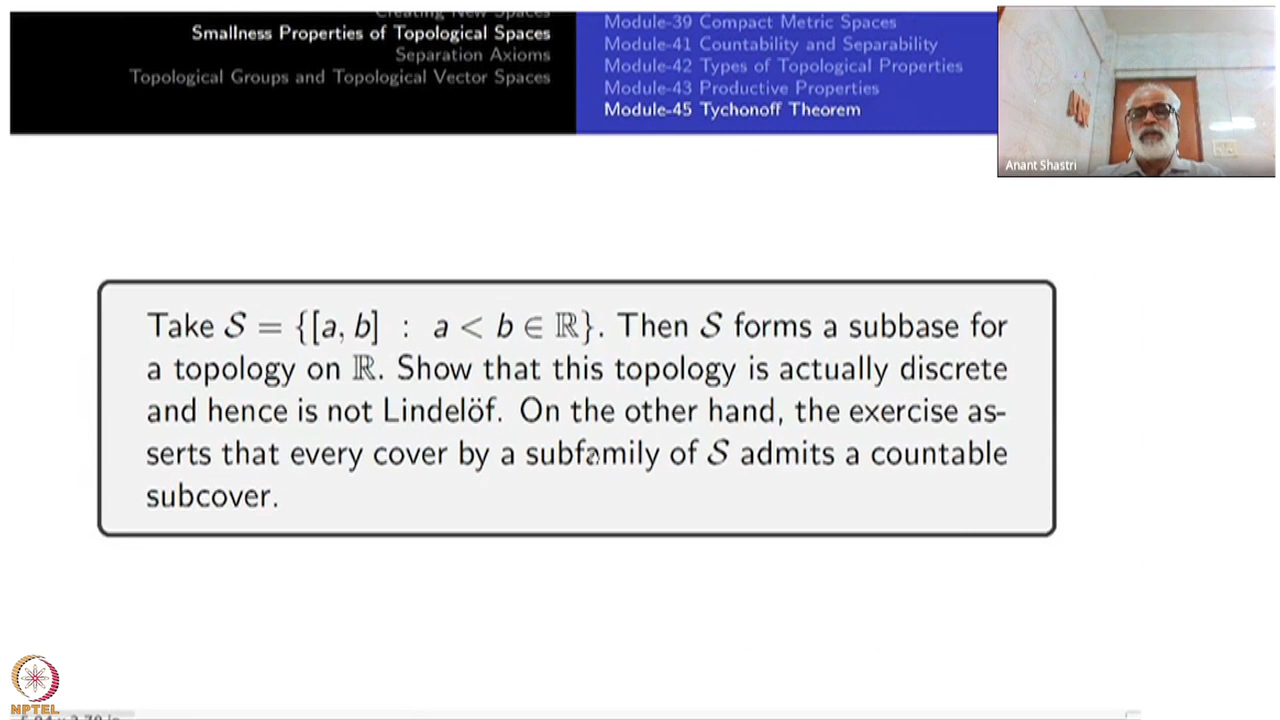 Creating New Spaces
Smallness Properties of Topological Spaces
Separation Axioms
Topological Groups and Topological Vector Spaces
Module-39 Compact Metric Spaces
Module-41 Countability and Separability
Module-42 Types of Topological Properties
Module-43 Productive Properties
Module-45 Tychonoff Theorem
Anant Shastri
Take 𝒮 = {[a, b] : a < b ∈ ℝ}. Then 𝒮 forms a subbase for
a topology on ℝ. Show that this topology is actually discrete
and hence is not Lindelöf. On the other hand, the exercise as-
serts that every cover by a subfamily of 𝒮 admits a countable
subcover.
NPTEL